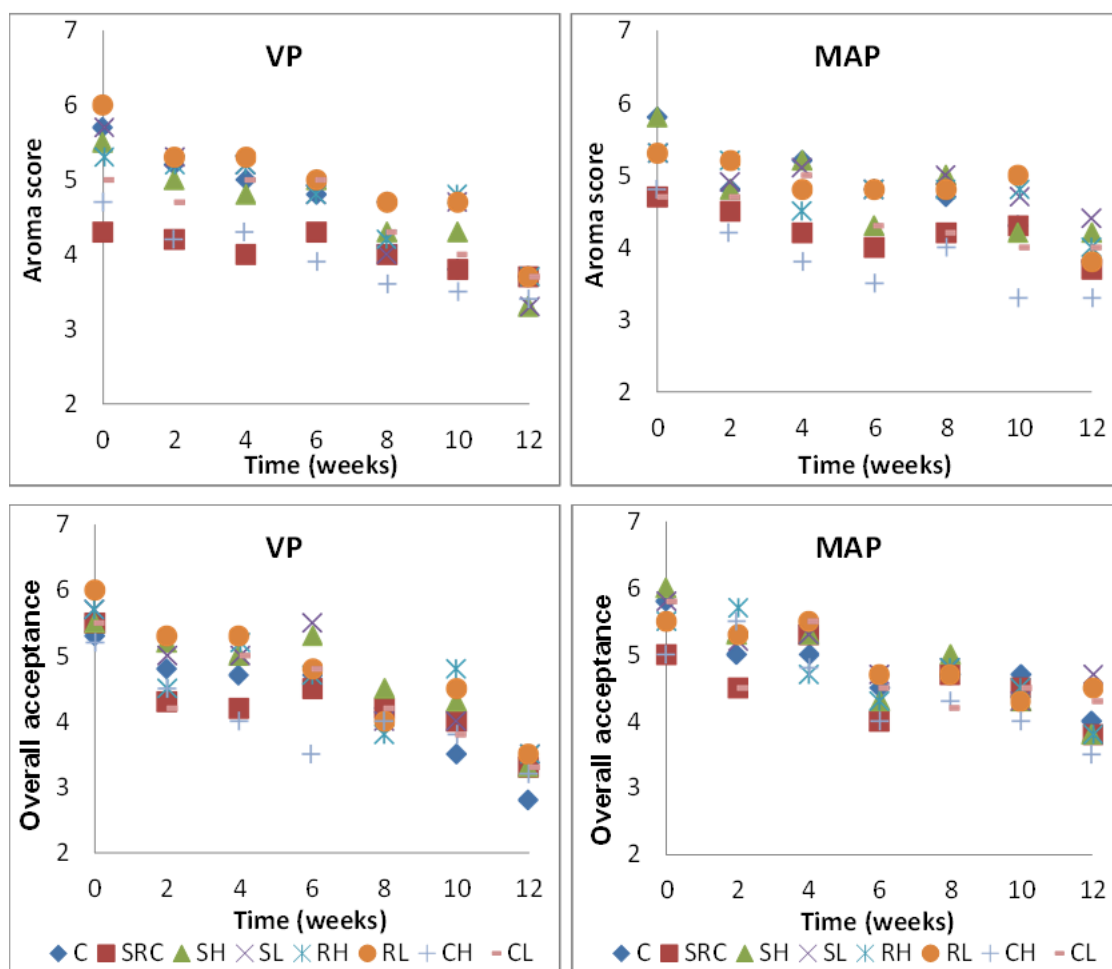 VP
Aroma score
7
6
5
4
3
2
0 2 4 6 8 10 12
Time (weeks)
MAP
Aroma score
7
6
5
4
3
2
0 2 4 6 8 10 12
Time (weeks)
VP
Overall acceptance
7
6
5
4
3
2
0 2 4 6 8 10 12
Time (weeks)
C SRC SH SL RH RL CH CL
MAP
Overall acceptance
7
6
5
4
3
2
0 2 4 6 8 10 12
Time (weeks)
C SRC SH SL RH RL CH CL